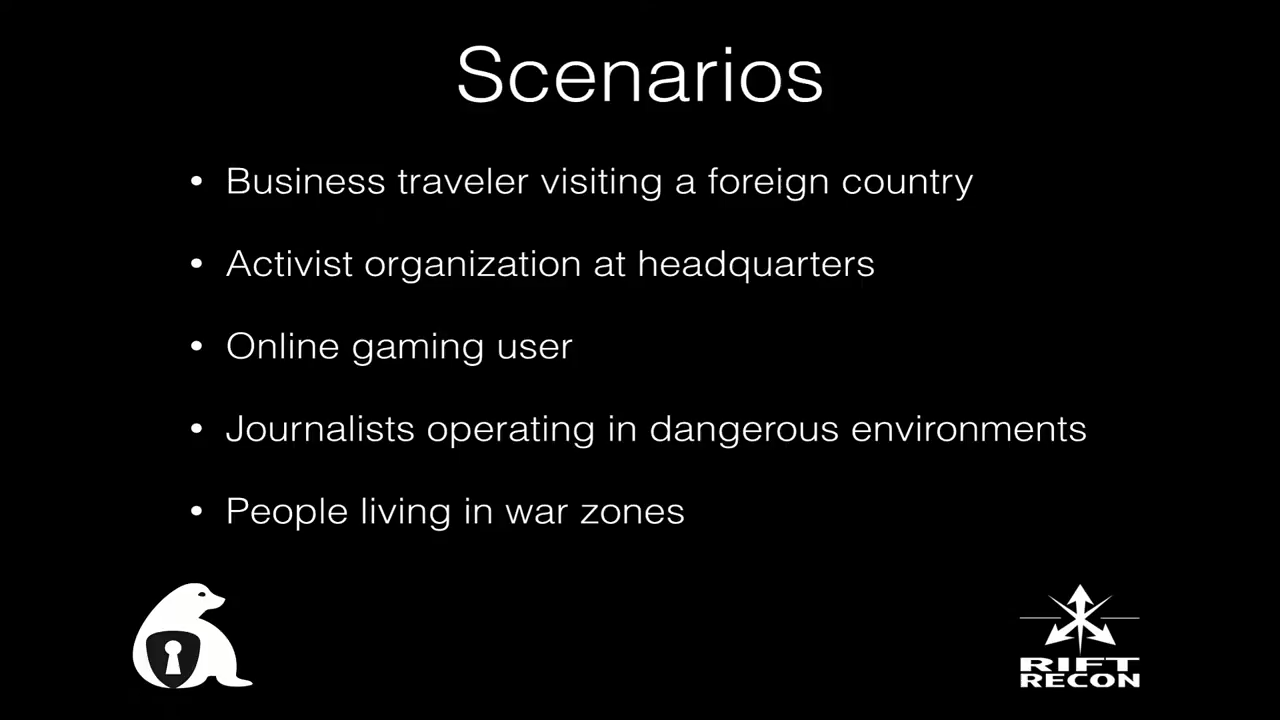 Scenarios
• Business traveler visiting a foreign country
• Activist organization at headquarters
• Online gaming user
• Journalists operating in dangerous environments
• People living in war zones
RIFT
RECON